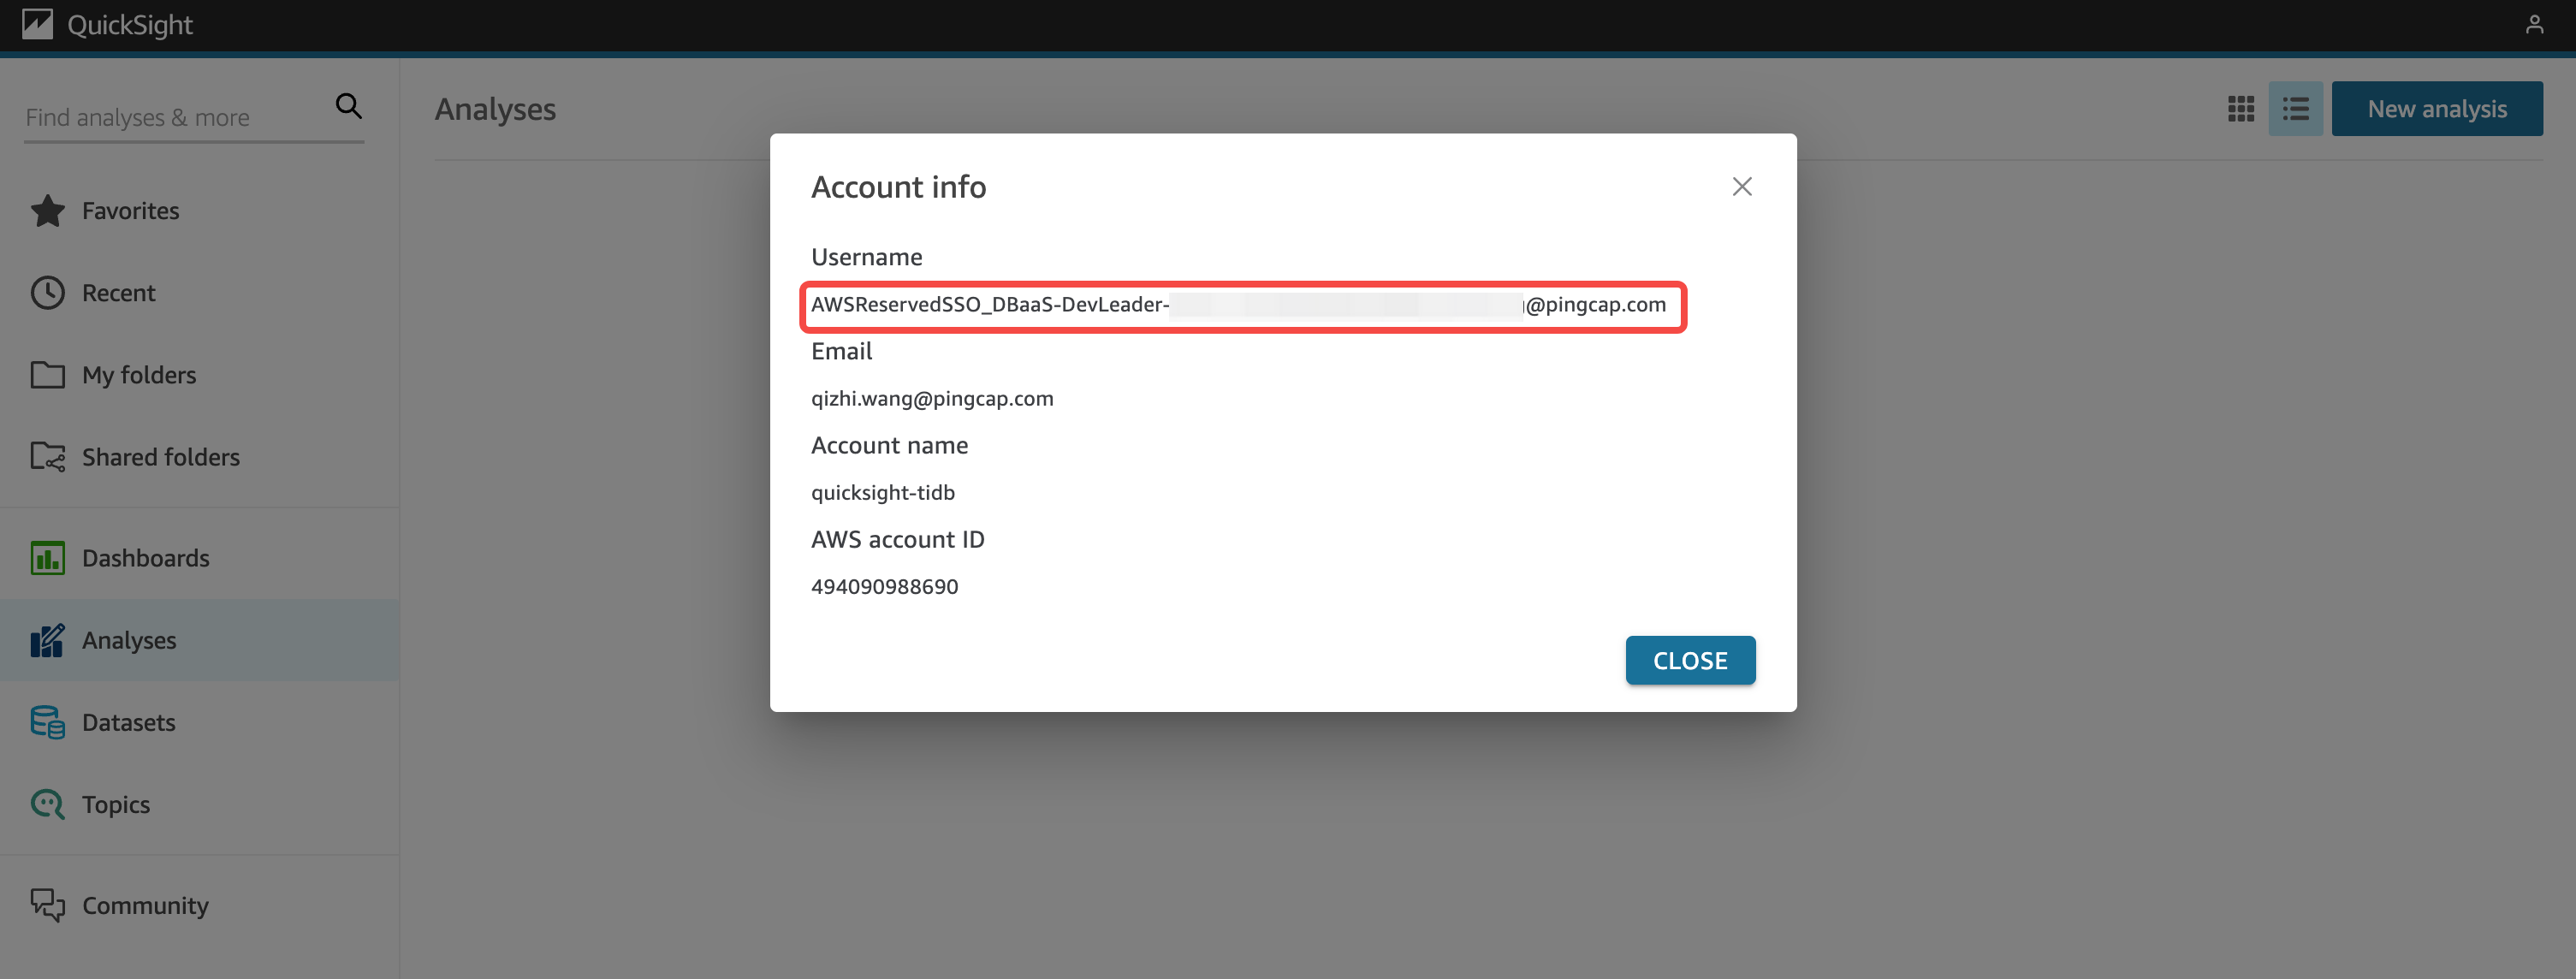 QuickSight
Find analyses & more
Favorites
Recent
My folders
Shared folders
Dashboards
Analyses
Datasets
Topics
Community
Analyses
New analysis
Account info
Username
AWSReservedSSO_DBaaS-DevLeader- @pingcap.com
Email
qizhi.wang@pingcap.com
Account name
quicksight-tidb
AWS account ID
494090988690
CLOSE